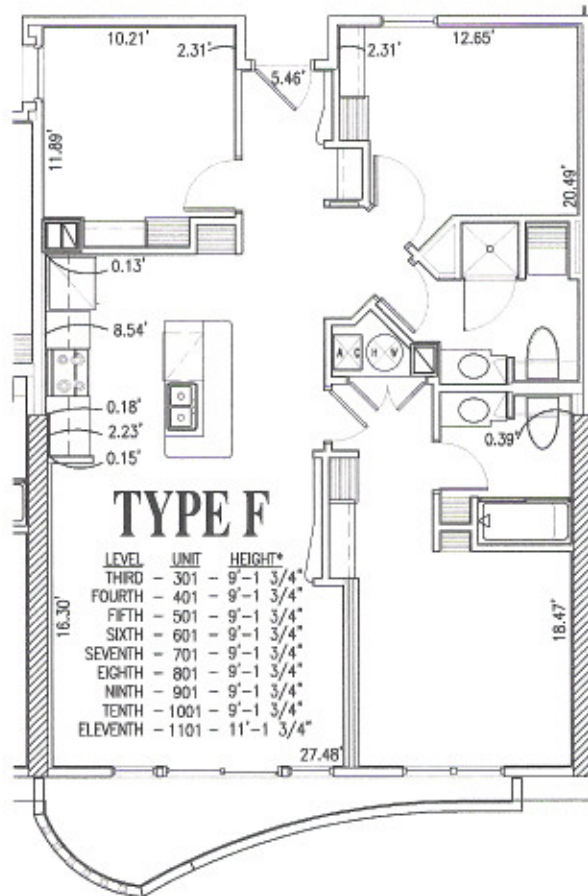 10.21'
2.31'
5.46'
2.31'
12.65'
11.89'
20.49'
0.13'
8.54'
A C
H W
0.18'
2.23'
0.15'
0.39'
TYPE F
LEVEL UNIT HEIGHT*
THIRD - 301 - 9'-1 3/4"
FOURTH - 401 - 9'-1 3/4"
FIFTH - 501 - 9'-1 3/4"
SIXTH - 601 - 9'-1 3/4"
SEVENTH - 701 - 9'-1 3/4"
EIGHTH - 801 - 9'-1 3/4"
NINTH - 901 - 9'-1 3/4"
TENTH - 1001 - 9'-1 3/4"
ELEVENTH - 1101 - 11'-1 3/4"
16.30'
18.47'
27.48'